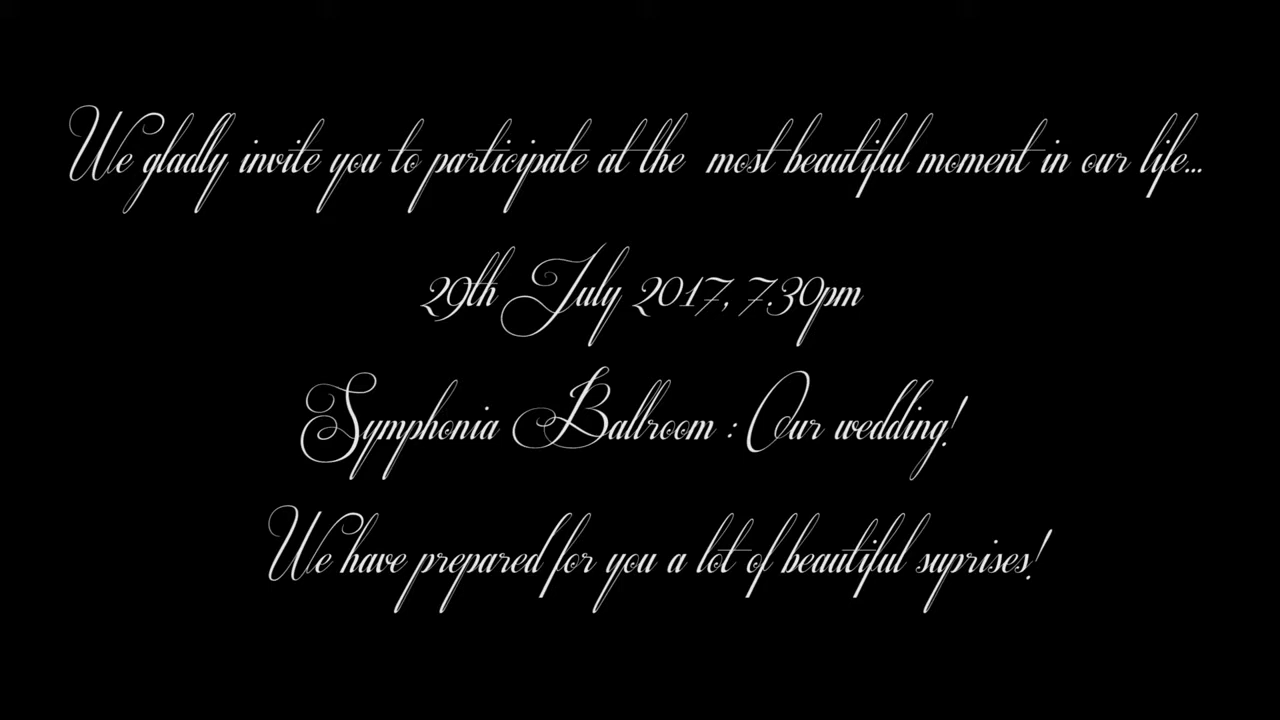 We gladly invite you to participate at the most beautiful moment in our life...
29th July 2017, 7.30pm
Symphonia Ballroom : Our wedding!
We have prepared for you a lot of beautiful suprises!